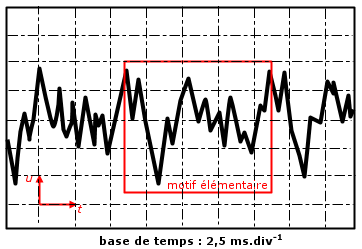 motif élémentaire
u
t
base de temps : 2,5 ms.div⁻¹